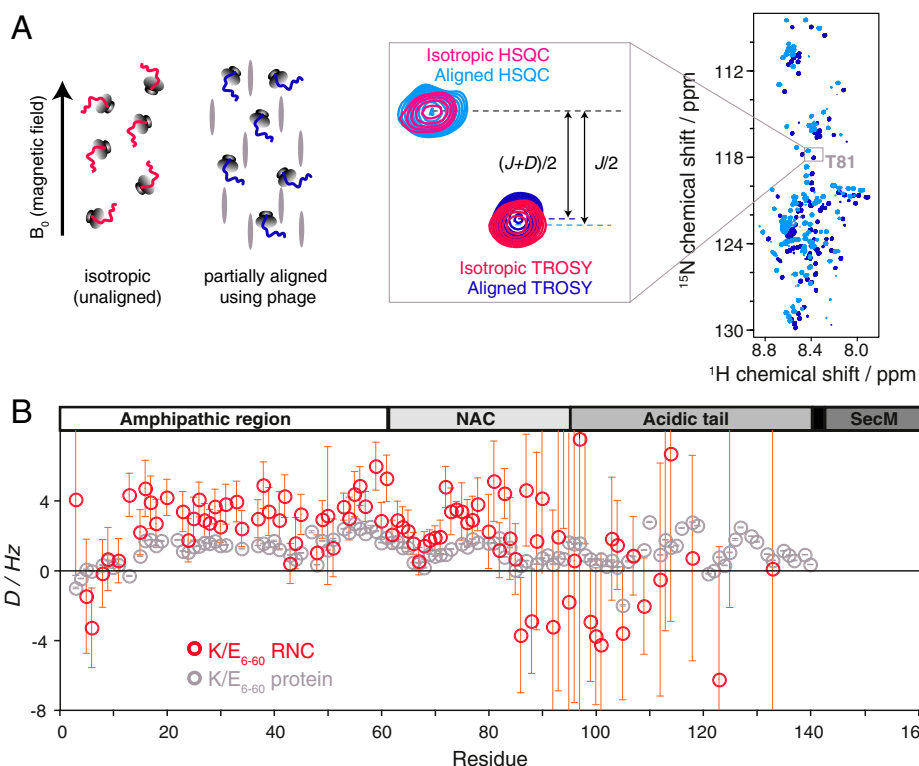 A
B₀ (magnetic field)
isotropic
(unaligned)
partially aligned
using phage
Isotropic HSQC
Aligned HSQC
(J+D)/2
J/2
Isotropic TROSY
Aligned TROSY
¹⁵N chemical shift / ppm
112
118
124
130
T81
8.8 8.4 8.0
¹H chemical shift / ppm
B
Amphipathic region NAC Acidic tail SecM
D / Hz
4
0
-4
-8
K/E₆₋₆₀ RNC
K/E₆₋₆₀ protein
0 20 40 60 80 100 120 140 160
Residue